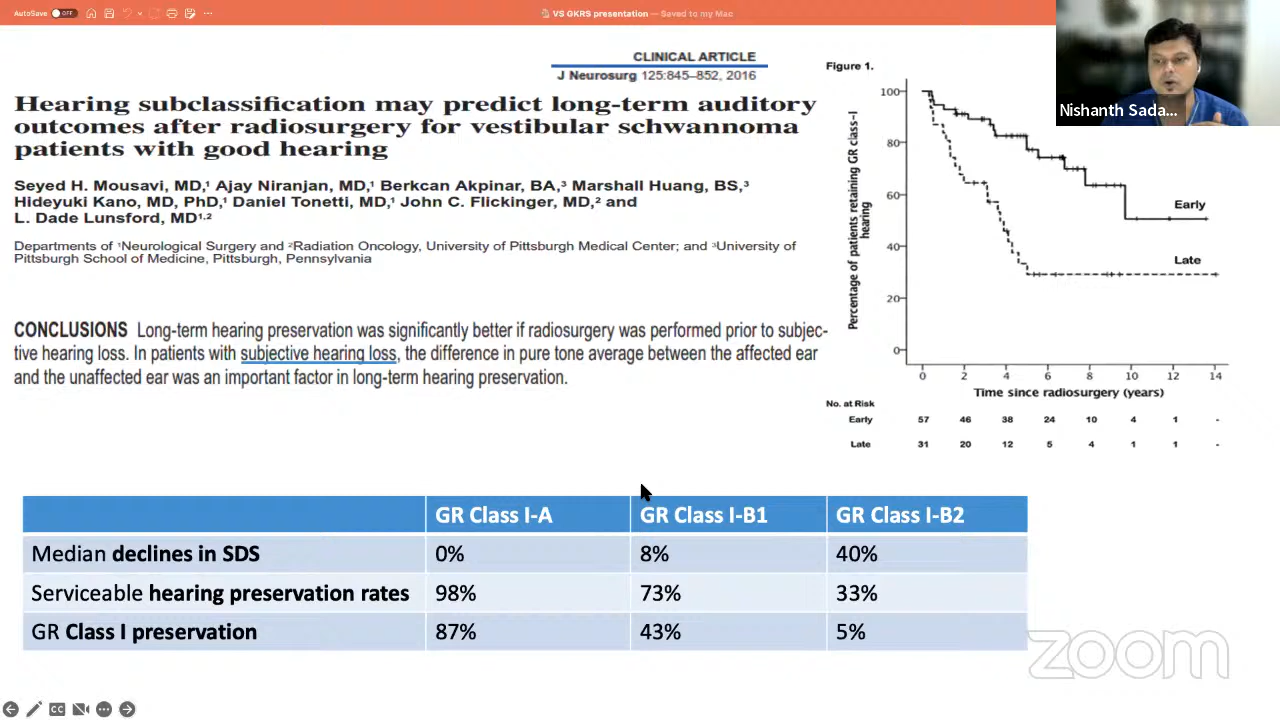 AutoSave OFF
VS GKRS presentation — Saved to my Mac
CLINICAL ARTICLE
J Neurosurg 125:845–852, 2016
Hearing subclassification may predict long-term auditory
outcomes after radiosurgery for vestibular schwannoma
patients with good hearing
Seyed H. Mousavi, MD,¹ Ajay Niranjan, MD,¹ Berkcan Akpinar, BA,³ Marshall Huang, BS,³
Hideyuki Kano, MD, PhD,¹ Daniel Tonetti, MD,¹ John C. Flickinger, MD,² and
L. Dade Lunsford, MD¹,²
Departments of ¹Neurological Surgery and ²Radiation Oncology, University of Pittsburgh Medical Center; and ³University of
Pittsburgh School of Medicine, Pittsburgh, Pennsylvania
CONCLUSIONS Long-term hearing preservation was significantly better if radiosurgery was performed prior to subjec-
tive hearing loss. In patients with subjective hearing loss, the difference in pure tone average between the affected ear
and the unaffected ear was an important factor in long-term hearing preservation.
Figure 1.
Percentage of patients retaining GR class–I
hearing
100
80
60
40
20
0
Early
Late
0 2 4 6 8 10 12 14
Time since radiosurgery (years)
No. at Risk
Early 57 46 38 24 10 4 1 -
Late 31 20 12 5 4 1 1 -
Nishanth Sada...
GR Class I-A GR Class I-B1 GR Class I-B2
Median declines in SDS 0% 8% 40%
Serviceable hearing preservation rates 98% 73% 33%
GR Class I preservation 87% 43% 5%
zoom
CC